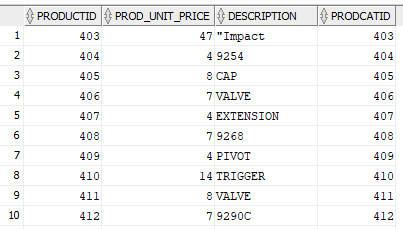 PRODUCTID PROD_UNIT_PRICE DESCRIPTION PRODCATID
1 403 47 "Impact 403
2 404 4 9254 404
3 405 8 CAP 405
4 406 7 VALVE 406
5 407 4 EXTENSION 407
6 408 7 9268 408
7 409 4 PIVOT 409
8 410 14 TRIGGER 410
9 411 8 VALVE 411
10 412 7 9290C 412